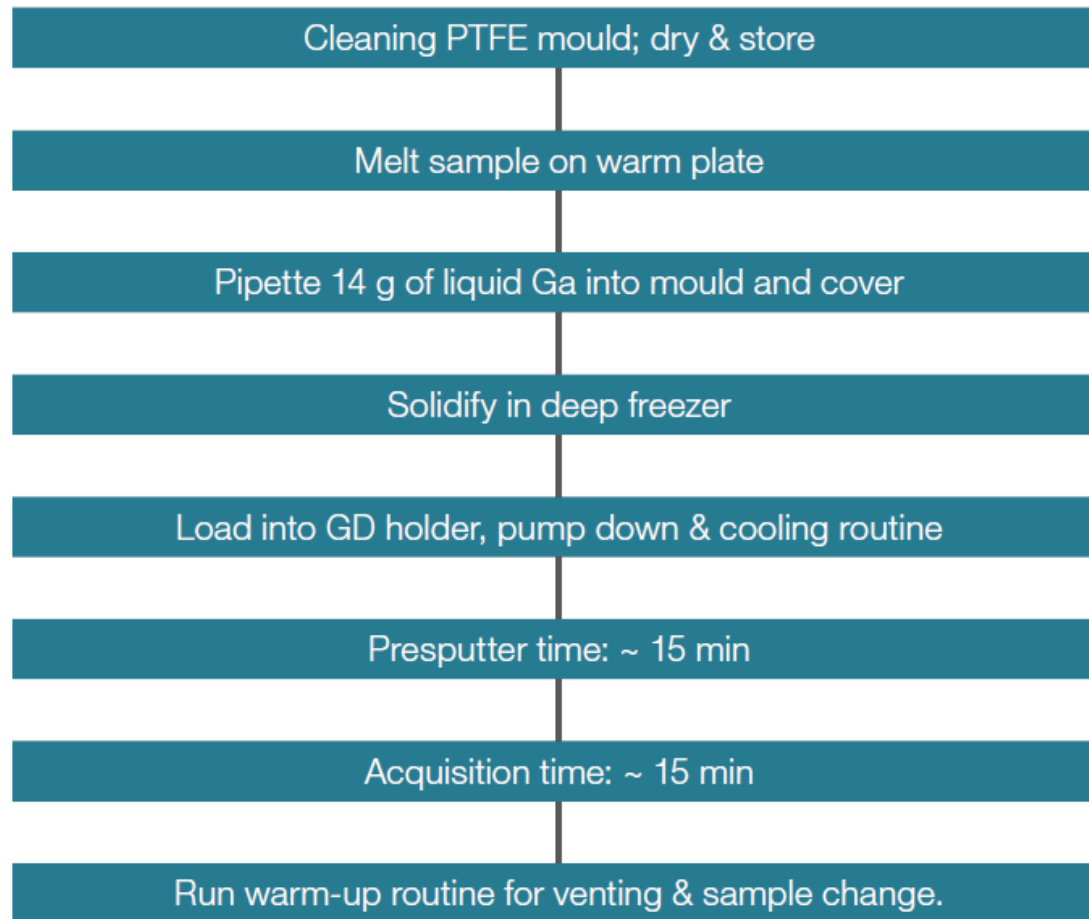 Cleaning PTFE mould; dry & store
Melt sample on warm plate
Pipette 14 g of liquid Ga into mould and cover
Solidify in deep freezer
Load into GD holder, pump down & cooling routine
Presputter time: ~ 15 min
Acquisition time: ~ 15 min
Run warm-up routine for venting & sample change.